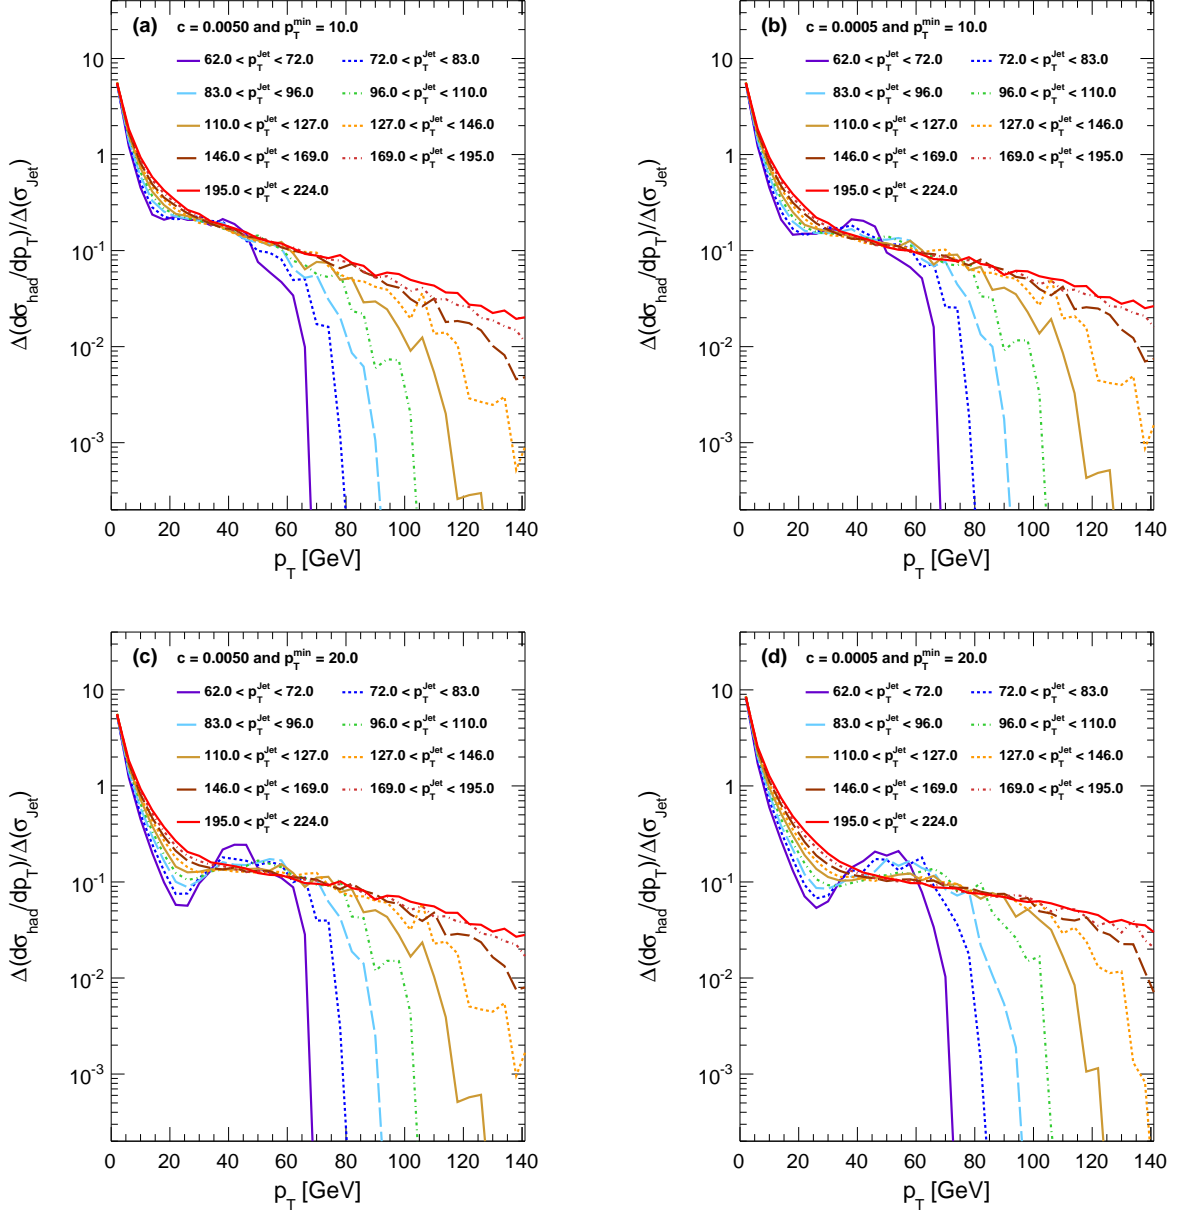 (a) c = 0.0050 and p_T^min = 10.0
62.0 < p_T^Jet < 72.0 72.0 < p_T^Jet < 83.0
83.0 < p_T^Jet < 96.0 96.0 < p_T^Jet < 110.0
110.0 < p_T^Jet < 127.0 127.0 < p_T^Jet < 146.0
146.0 < p_T^Jet < 169.0 169.0 < p_T^Jet < 195.0
195.0 < p_T^Jet < 224.0
10
1
10^-1
10^-2
10^-3
Δ(dσ_had/dp_T)/Δ(σ_Jet)
0 20 40 60 80 100 120 140
p_T [GeV]
(b) c = 0.0005 and p_T^min = 10.0
62.0 < p_T^Jet < 72.0 72.0 < p_T^Jet < 83.0
83.0 < p_T^Jet < 96.0 96.0 < p_T^Jet < 110.0
110.0 < p_T^Jet < 127.0 127.0 < p_T^Jet < 146.0
146.0 < p_T^Jet < 169.0 169.0 < p_T^Jet < 195.0
195.0 < p_T^Jet < 224.0
10
1
10^-1
10^-2
10^-3
Δ(dσ_had/dp_T)/Δ(σ_Jet)
0 20 40 60 80 100 120 140
p_T [GeV]
(c) c = 0.0050 and p_T^min = 20.0
62.0 < p_T^Jet < 72.0 72.0 < p_T^Jet < 83.0
83.0 < p_T^Jet < 96.0 96.0 < p_T^Jet < 110.0
110.0 < p_T^Jet < 127.0 127.0 < p_T^Jet < 146.0
146.0 < p_T^Jet < 169.0 169.0 < p_T^Jet < 195.0
195.0 < p_T^Jet < 224.0
10
1
10^-1
10^-2
10^-3
Δ(dσ_had/dp_T)/Δ(σ_Jet)
0 20 40 60 80 100 120 140
p_T [GeV]
(d) c = 0.0005 and p_T^min = 20.0
62.0 < p_T^Jet < 72.0 72.0 < p_T^Jet < 83.0
83.0 < p_T^Jet < 96.0 96.0 < p_T^Jet < 110.0
110.0 < p_T^Jet < 127.0 127.0 < p_T^Jet < 146.0
146.0 < p_T^Jet < 169.0 169.0 < p_T^Jet < 195.0
195.0 < p_T^Jet < 224.0
10
1
10^-1
10^-2
10^-3
Δ(dσ_had/dp_T)/Δ(σ_Jet)
0 20 40 60 80 100 120 140
p_T [GeV]